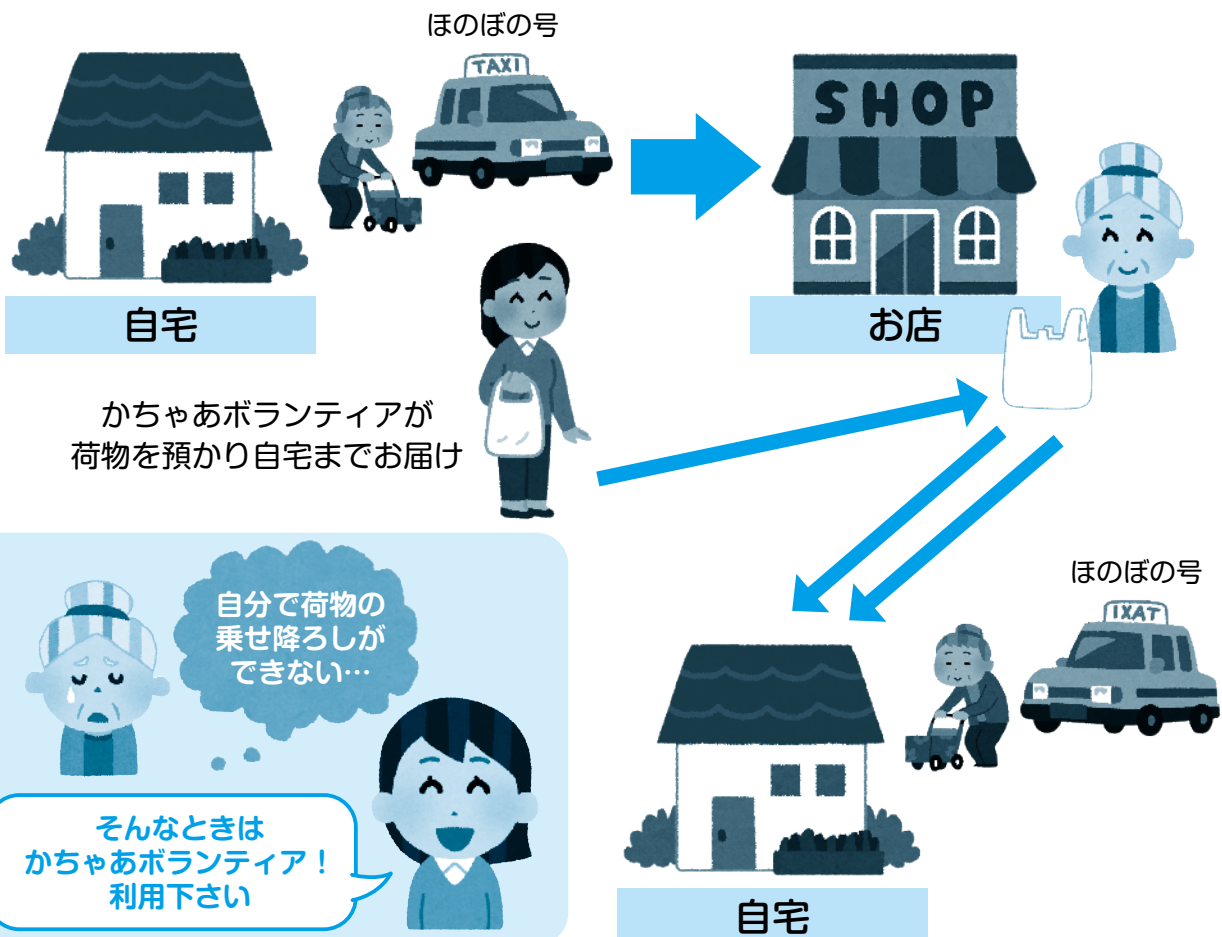 ほのぼの号
TAXI
SHOP
自宅
お店
かちゃあボランティアが
荷物を預かり自宅までお届け
自分で荷物の
乗せ降ろしが
できない…
そんなときは
かちゃあボランティア！
利用下さい
ほのぼの号
IXAT
自宅